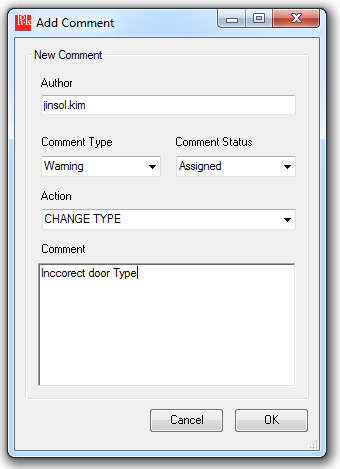 Add Comment
New Comment
Author
jinsol.kim
Comment Type Comment Status
Warning Assigned
Action
CHANGE TYPE
Comment
Inccorect door Type
Cancel OK